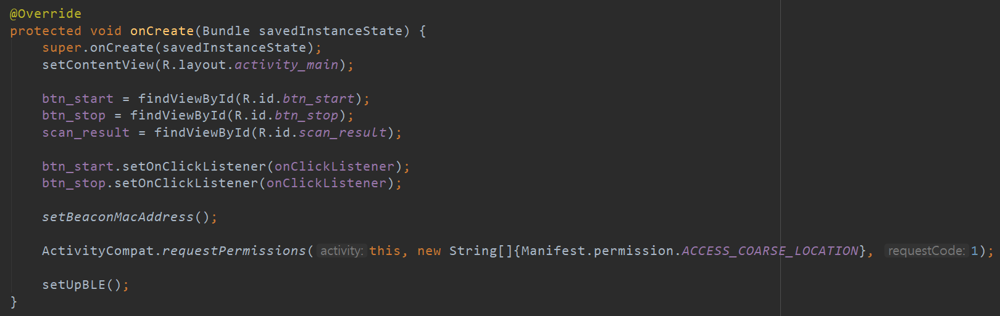 @Override
protected void onCreate(Bundle savedInstanceState) {
    super.onCreate(savedInstanceState);
    setContentView(R.layout.activity_main);

    btn_start = findViewById(R.id.btn_start);
    btn_stop = findViewById(R.id.btn_stop);
    scan_result = findViewById(R.id.scan_result);

    btn_start.setOnClickListener(onClickListener);
    btn_stop.setOnClickListener(onClickListener);

    setBeaconMacAddress();

    ActivityCompat.requestPermissions( activity: this, new String[]{Manifest.permission.ACCESS_COARSE_LOCATION}, requestCode: 1);

    setUpBLE();
}